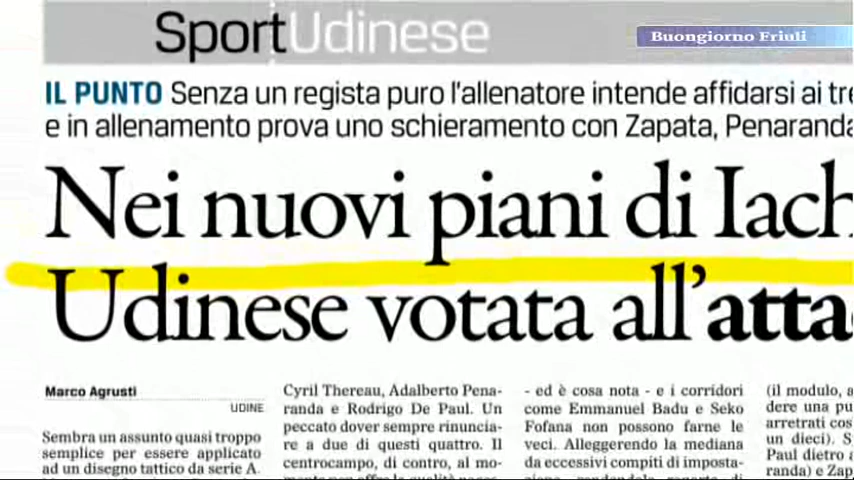 SportUdinese
Buongiorno Friuli
IL PUNTO Senza un regista puro l'allenatore intende affidarsi ai
e in allenamento prova uno schieramento con Zapata, Penaranda
Nei nuovi piani di
Udinese votata all'
Marco Agrusti
UDINE
Sembra un assunto quasi troppo
semplice per essere applicato
ad un disegno tattico da serie A.
Cyril Thereau, Adalberto Pena-
randa e Rodrigo De Paul. Un
peccato dover sempre rinuncia-
re a due di questi quattro. Il
centrocampo, di contro, al mo-
- ed è cosa nota - e i corridori
come Emmanuel Badu e Seko
Fofana non possono farne le
veci. Alleggerendo la mediana
da eccessivi compiti di imposta-
(il modulo, a
dere una pu
arretrati cos
un dieci). S
Paul dietro a
randa) e Zap